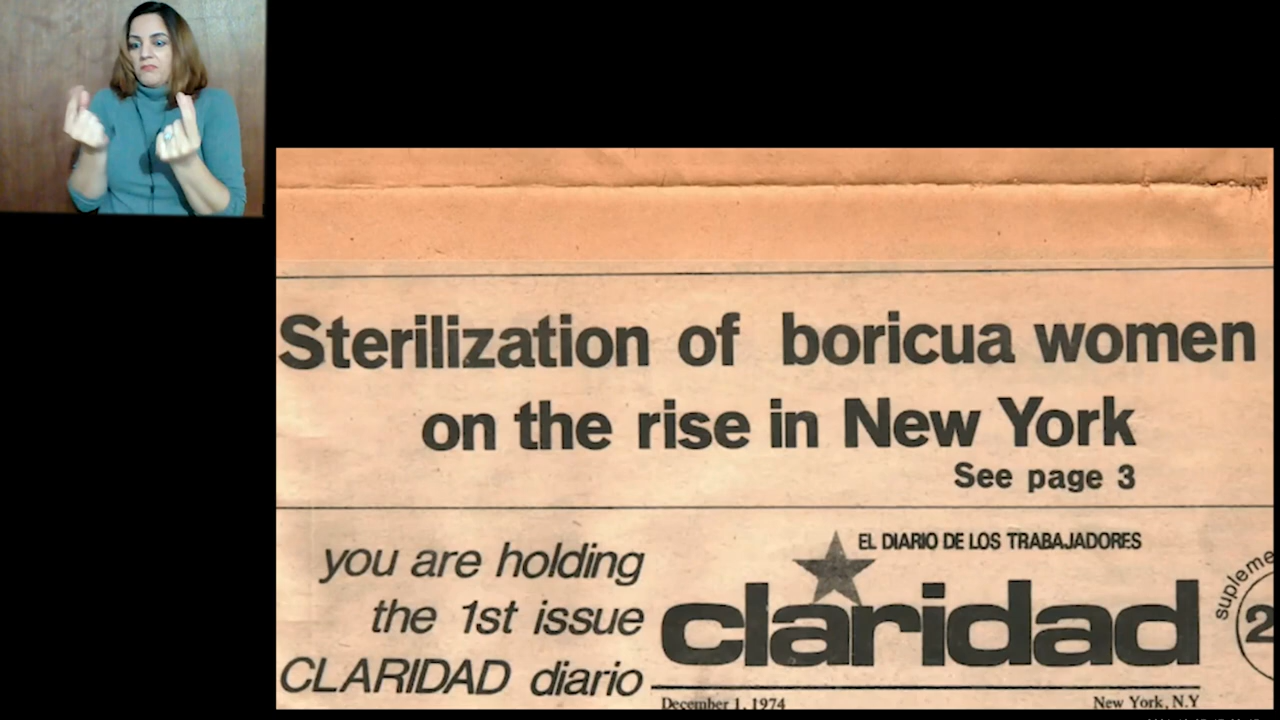 Sterilization of boricua women
on the rise in New York
See page 3
you are holding
the 1st issue
CLARIDAD diario
EL DIARIO DE LOS TRABAJADORES
claridad
December 1, 1974
New York, N.Y
2